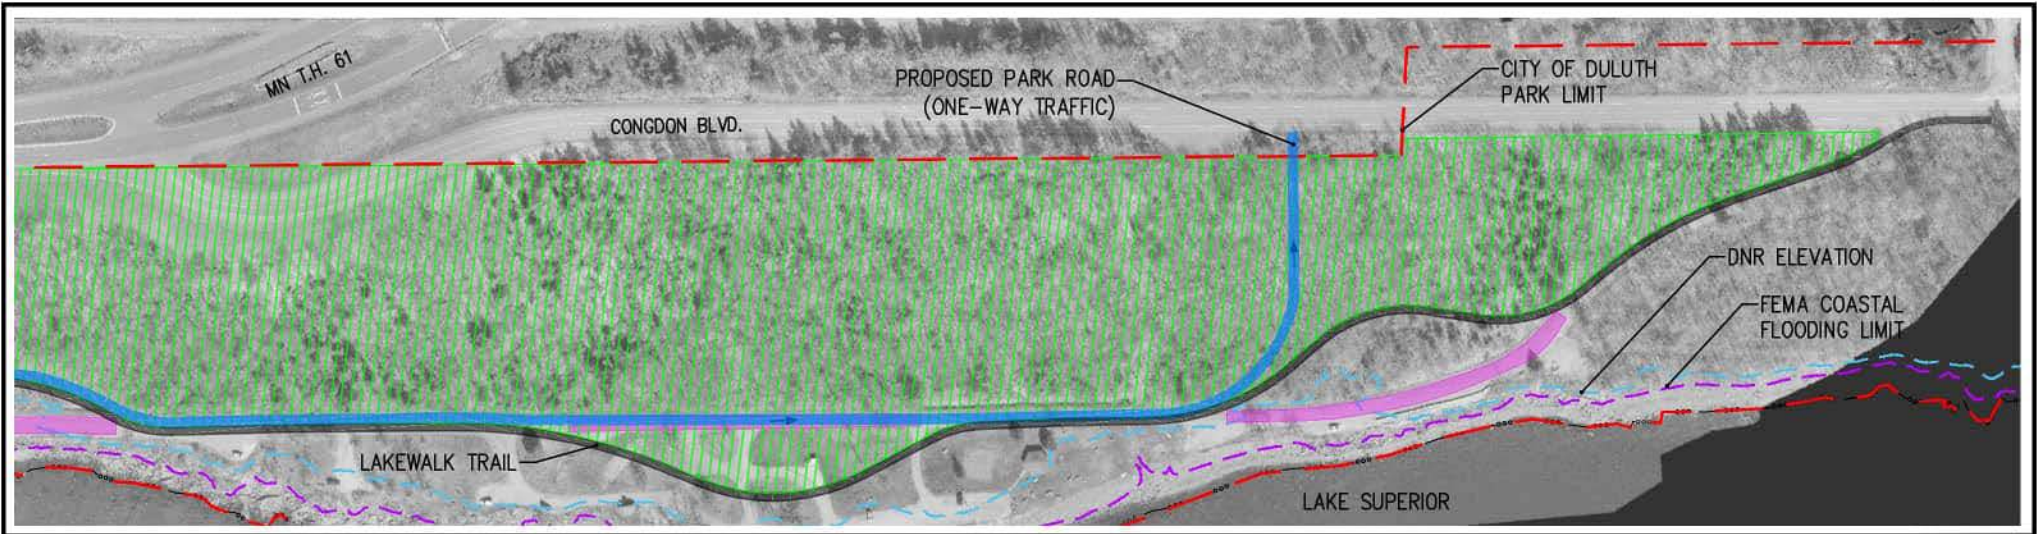 MN T.H. 61
CONGDON BLVD.
PROPOSED PARK ROAD
(ONE-WAY TRAFFIC)
CITY OF DULUTH
PARK LIMIT
DNR ELEVATION
FEMA COASTAL
FLOODING LIMIT
LAKEWALK TRAIL
LAKE SUPERIOR